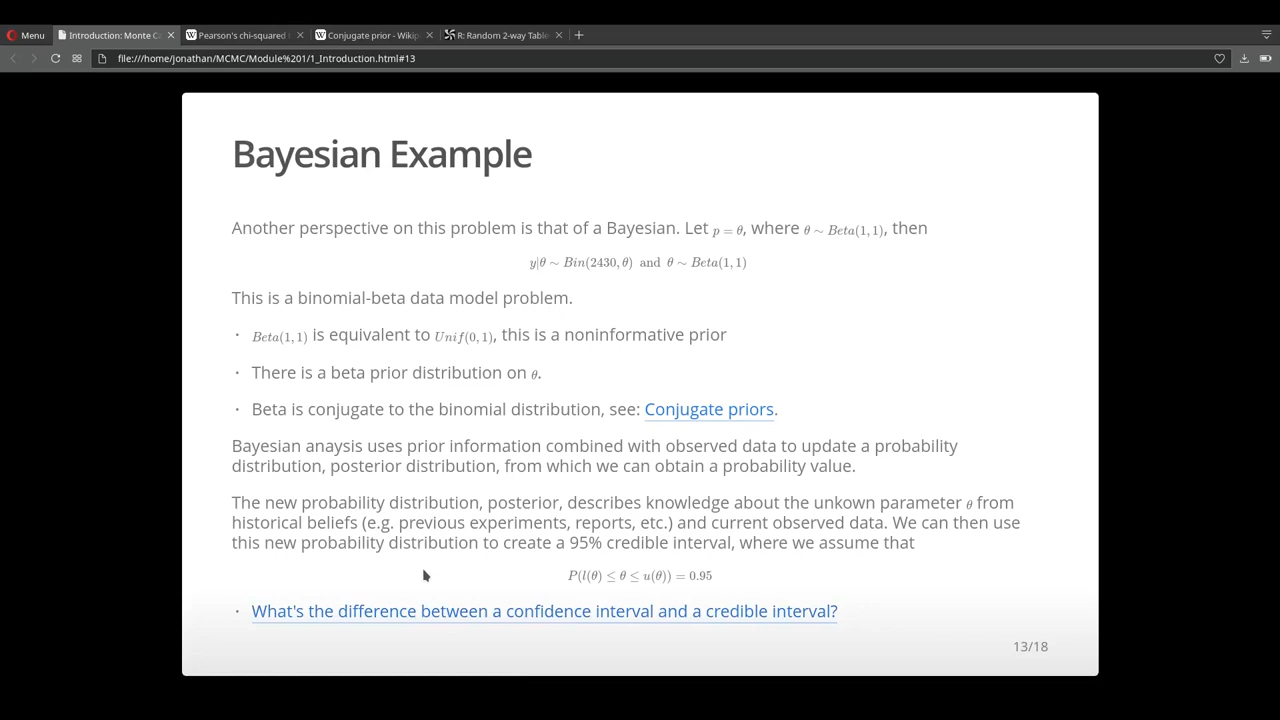 Menu
Introduction: Monte C
Pearson's chi-squared
Conjugate prior - Wikip
R: Random 2-way Table
file:///home/jonathan/MCMC/Module%201/1_Introduction.html#13
Bayesian Example
Another perspective on this problem is that of a Bayesian. Let p = θ, where θ ∼ Beta(1, 1), then
y|θ ∼ Bin(2430, θ) and θ ∼ Beta(1, 1)
This is a binomial-beta data model problem.
· Beta(1, 1) is equivalent to Unif(0, 1), this is a noninformative prior
· There is a beta prior distribution on θ.
· Beta is conjugate to the binomial distribution, see: Conjugate priors.
Bayesian anaysis uses prior information combined with observed data to update a probability
distribution, posterior distribution, from which we can obtain a probability value.
The new probability distribution, posterior, describes knowledge about the unkown parameter θ from
historical beliefs (e.g. previous experiments, reports, etc.) and current observed data. We can then use
this new probability distribution to create a 95% credible interval, where we assume that
P(l(θ) ≤ θ ≤ u(θ)) = 0.95
· What's the difference between a confidence interval and a credible interval?
13/18